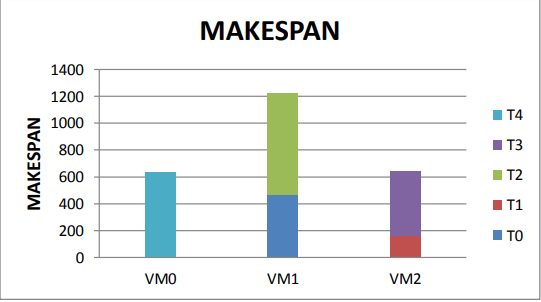 MAKESPAN
1400
1200
1000
800
600
400
200
0
MAKESPAN
VM0 VM1 VM2
T4
T3
T2
T1
T0